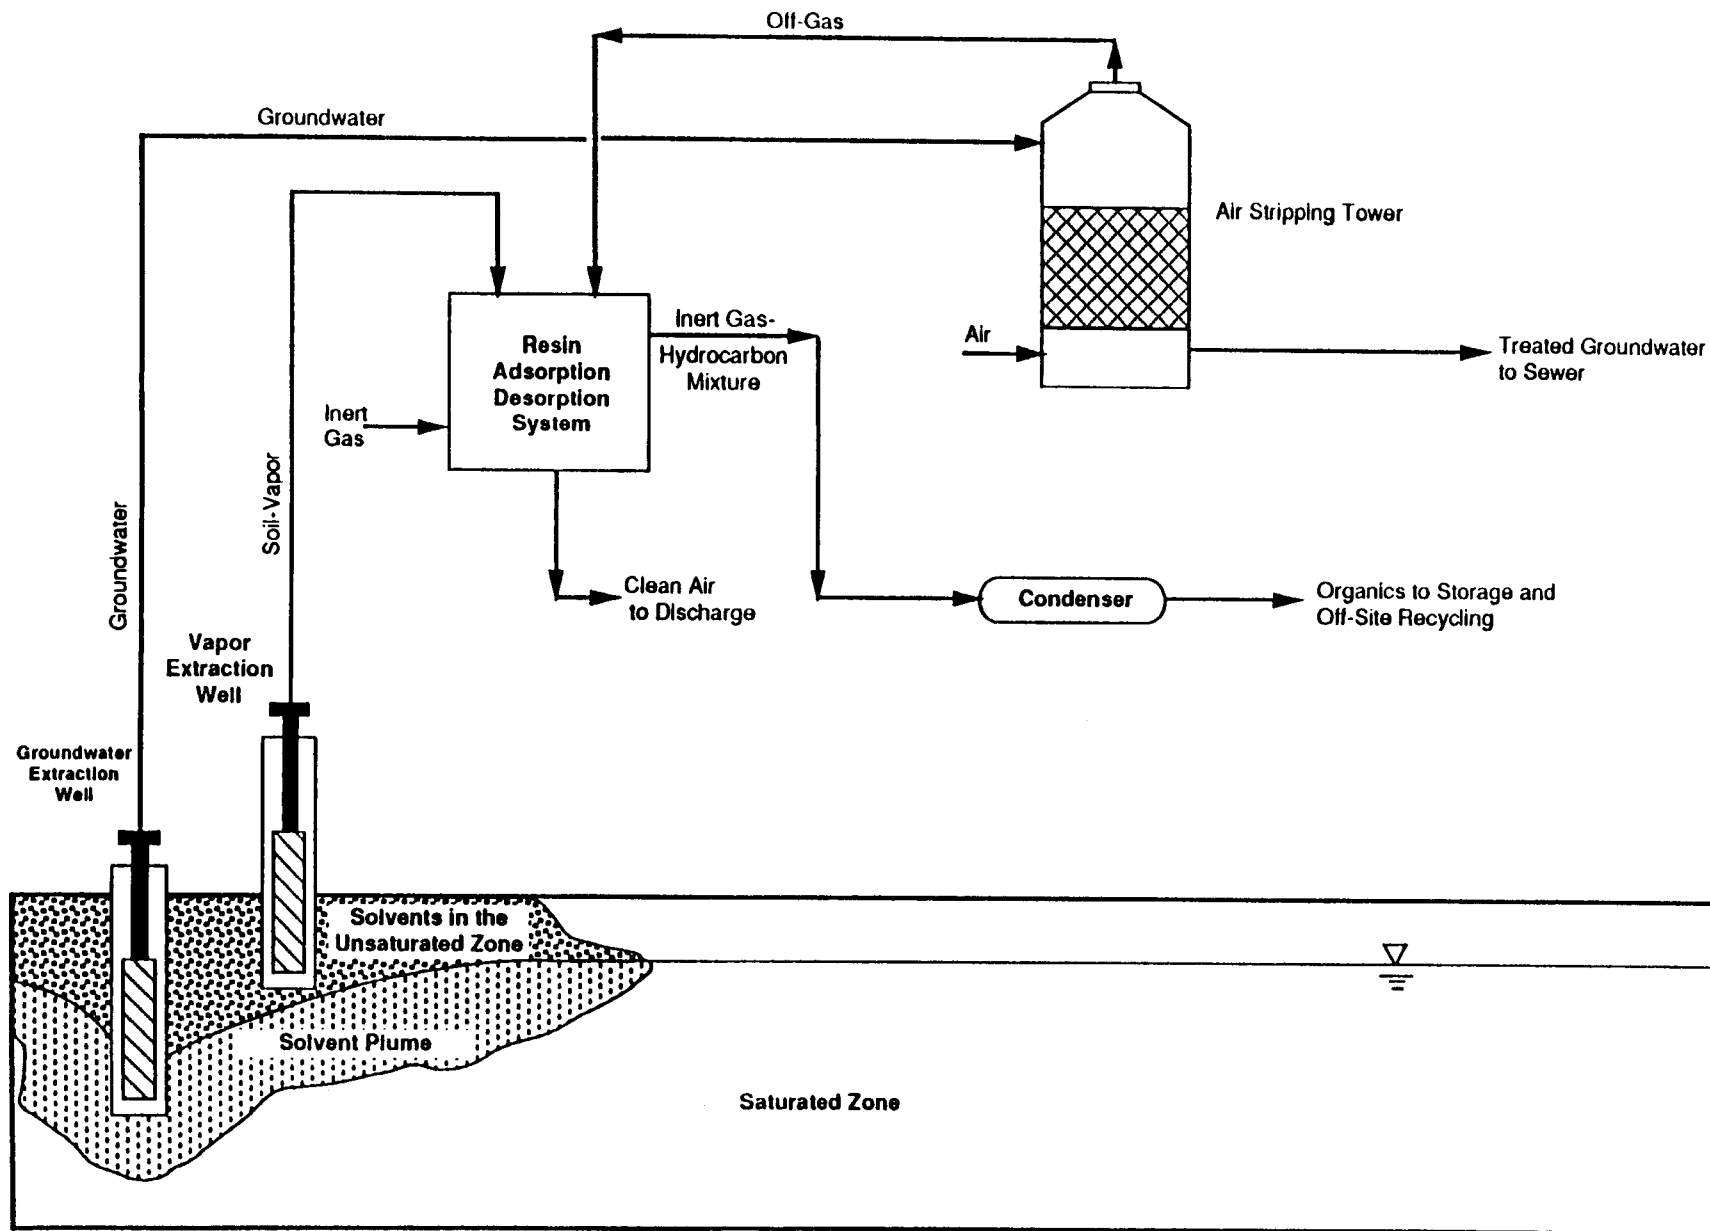 Off-Gas
Groundwater
Air Stripping Tower
Inert Gas-
Hydrocarbon
Mixture
Air
Treated Groundwater
to Sewer
Resin
Adsorption
Desorption
System
Inert
Gas
Soil-Vapor
Groundwater
Clean Air
to Discharge
Condenser
Organics to Storage and
Off-Site Recycling
Vapor
Extraction
Well
Groundwater
Extraction
Well
Solvents in the
Unsaturated Zone
Solvent Plume
Saturated Zone